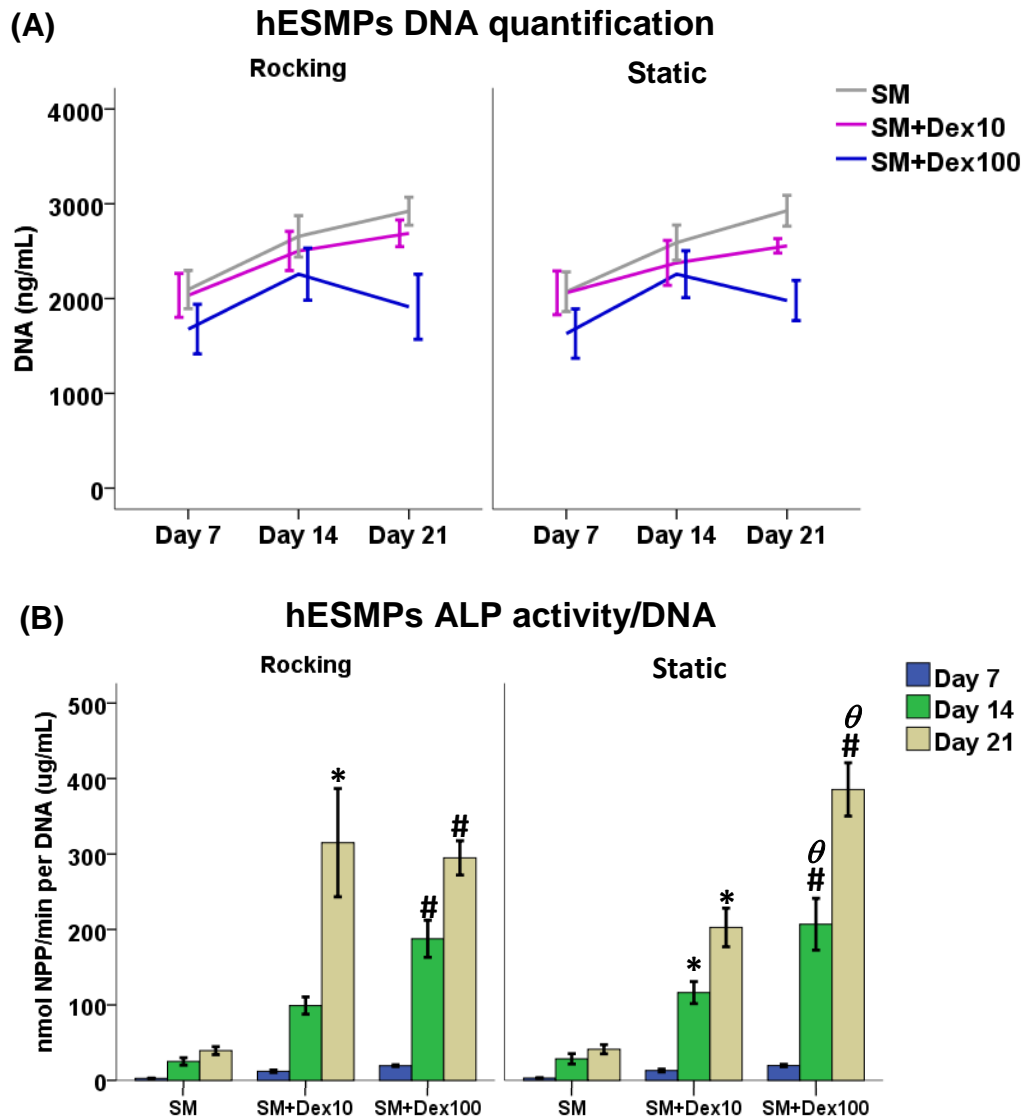 (A) hESMPs DNA quantification
Rocking Static
SM
SM+Dex10
SM+Dex100
4000
3000
2000
1000
0
DNA (ng/mL)
Day 7 Day 14 Day 21 Day 7 Day 14 Day 21
(B) hESMPs ALP activity/DNA
Rocking Static
Day 7
Day 14
Day 21
500
400
300
200
100
0
nmol NPP/min per DNA (ug/mL)
* # # * * θ # θ #
SM SM+Dex10 SM+Dex100 SM SM+Dex10 SM+Dex100